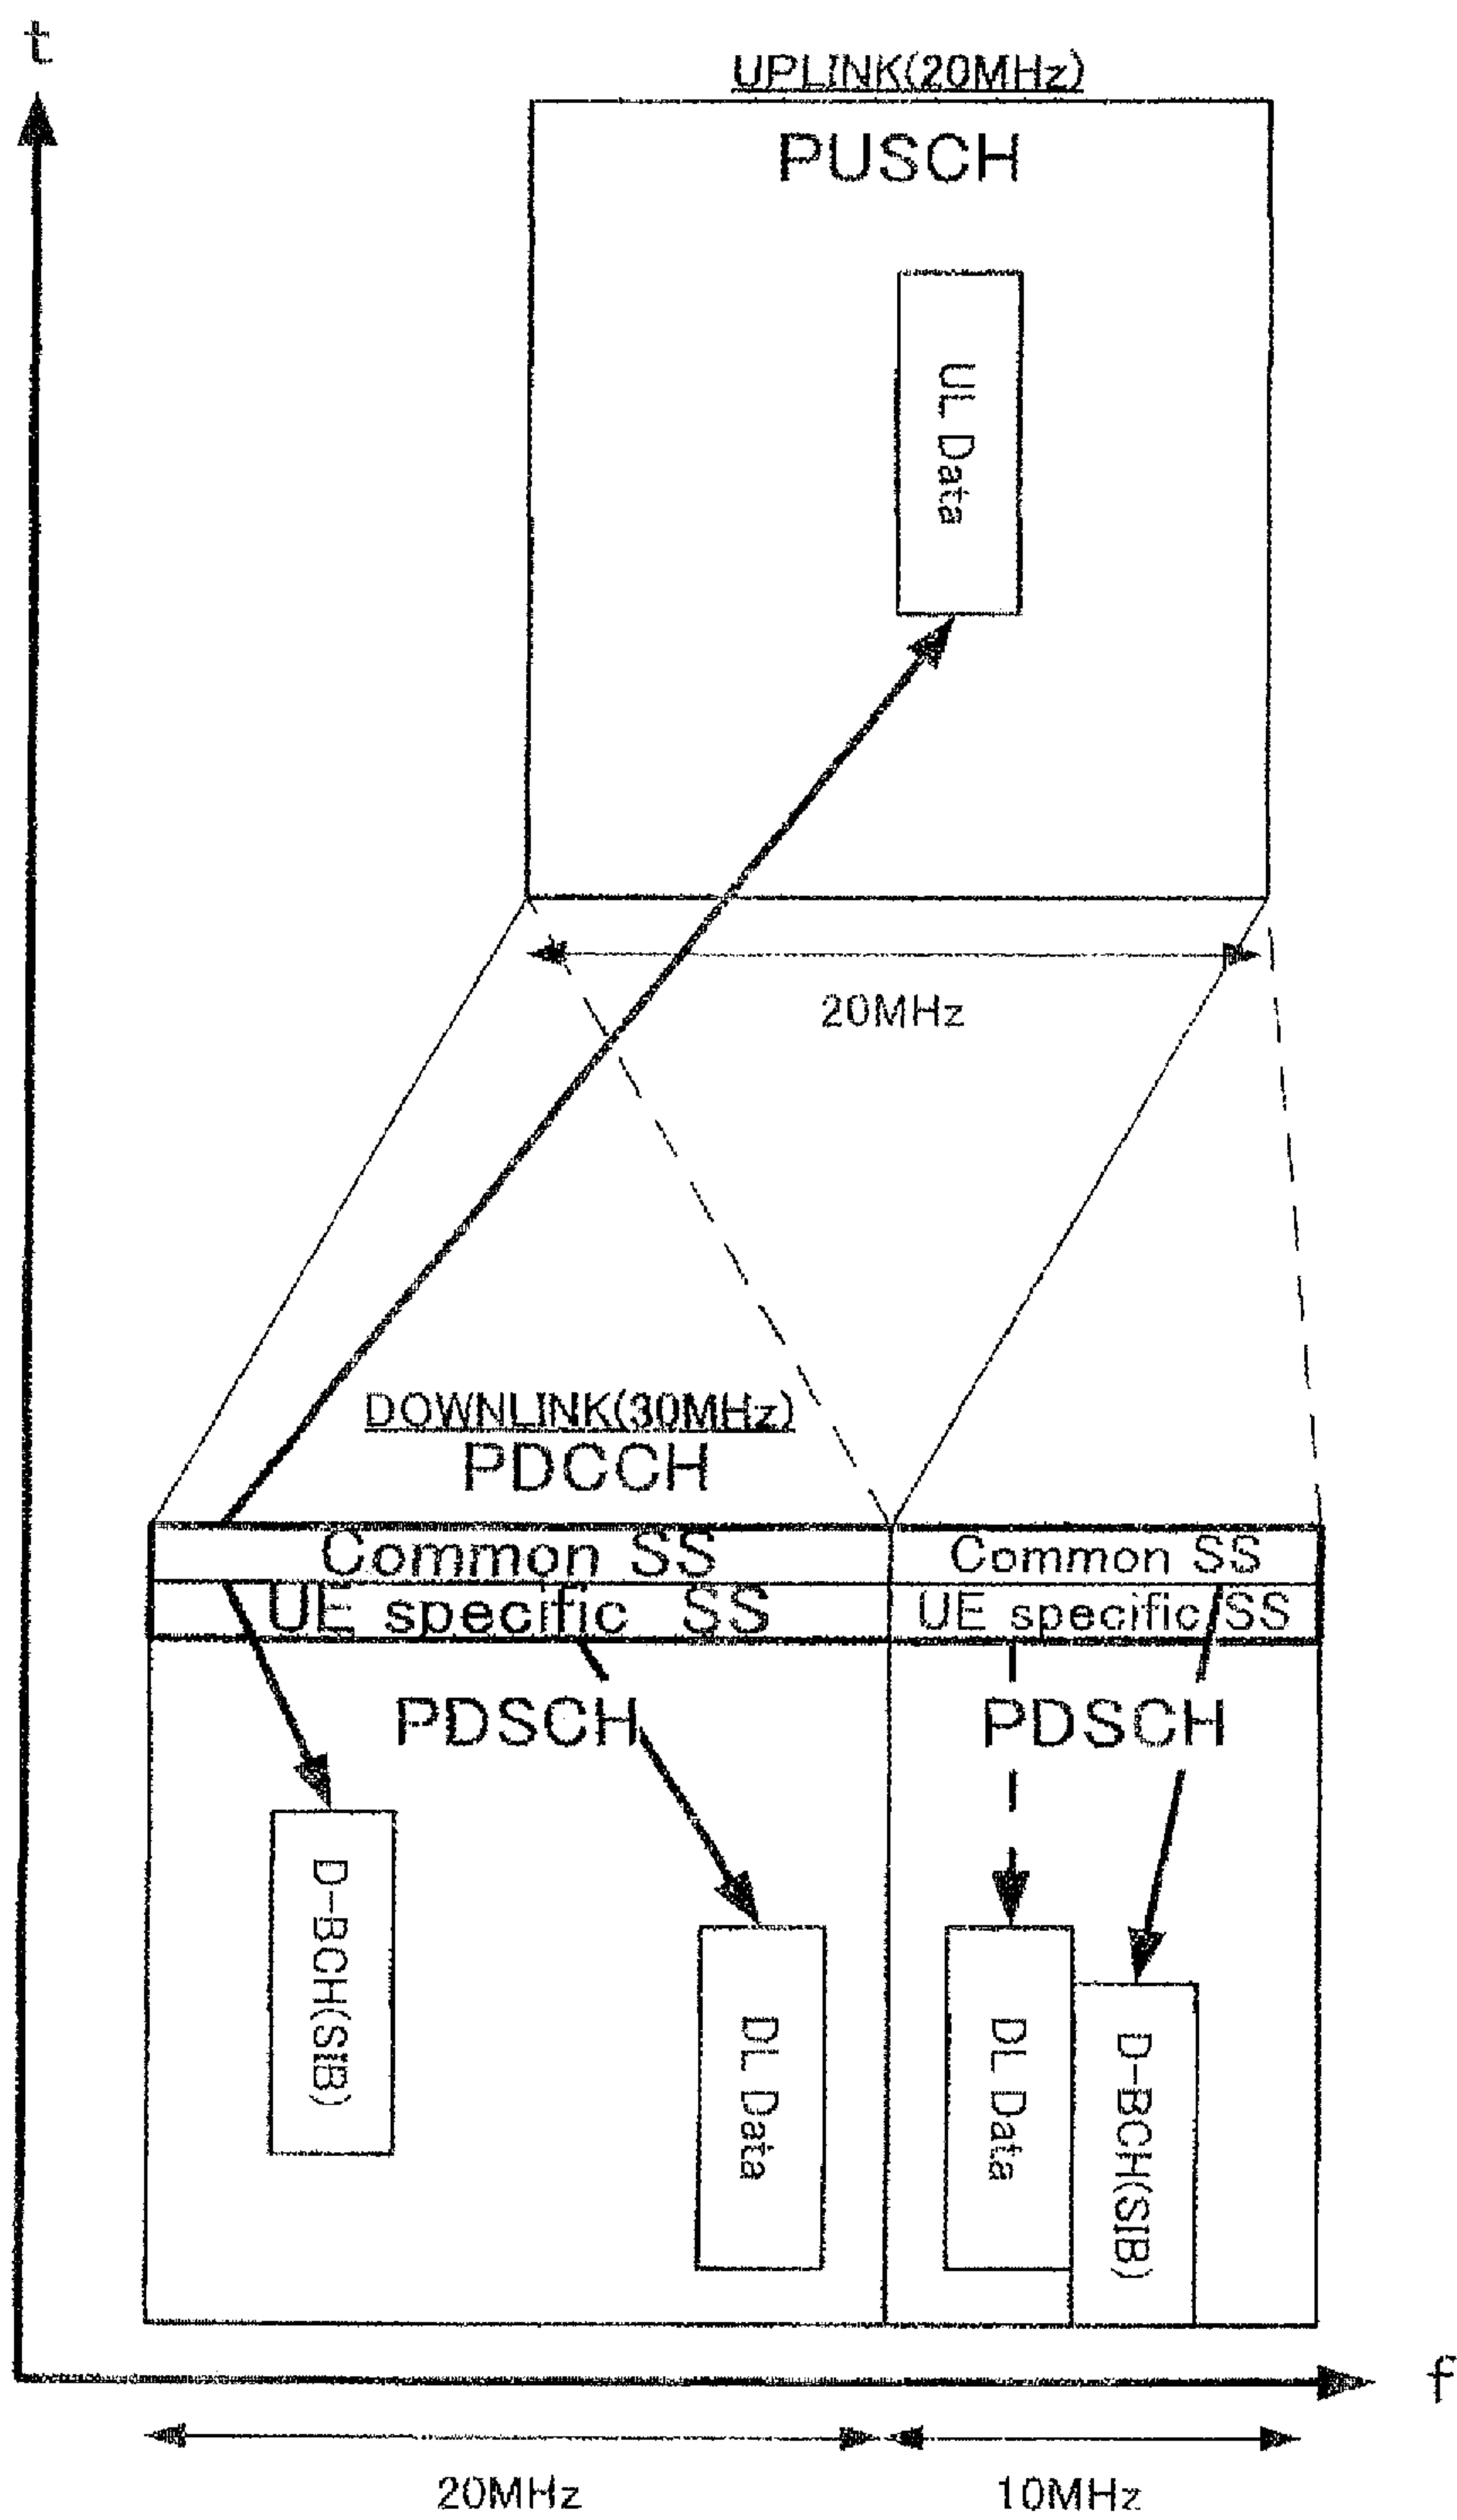 t
UPLINK(20MHz)
PUSCH
UL Data
20MHz
DOWNLINK(30MHz)
PDCCH
Common SS
Common SS
UE specific SS
UE specific SS
PDSCH
PDSCH
D-BCH(SIB)
DL Data
DL Data
D-BCH(SIB)
f
20MHz
10MHz